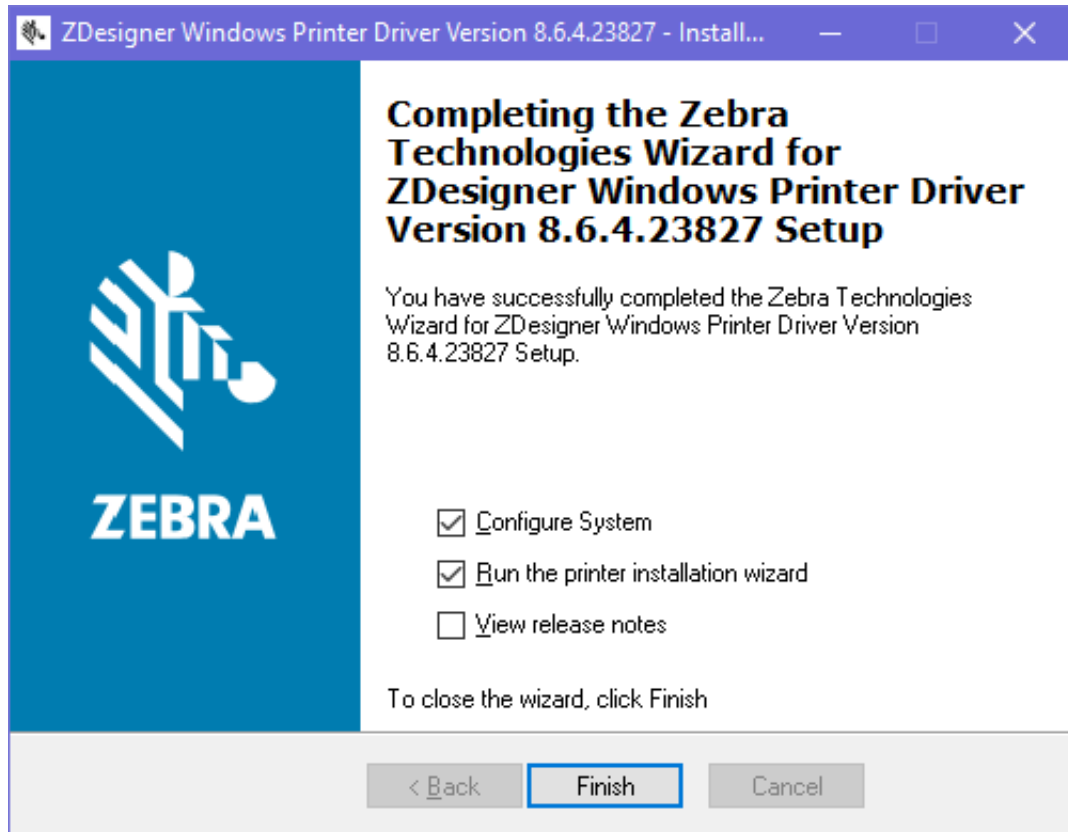 ZDesigner Windows Printer Driver Version 8.6.4.23827 - Install...
Completing the Zebra
Technologies Wizard for
ZDesigner Windows Printer Driver
Version 8.6.4.23827 Setup
You have successfully completed the Zebra Technologies
Wizard for ZDesigner Windows Printer Driver Version
8.6.4.23827 Setup.
ZEBRA
Configure System
Run the printer installation wizard
View release notes
To close the wizard, click Finish
< Back
Finish
Cancel